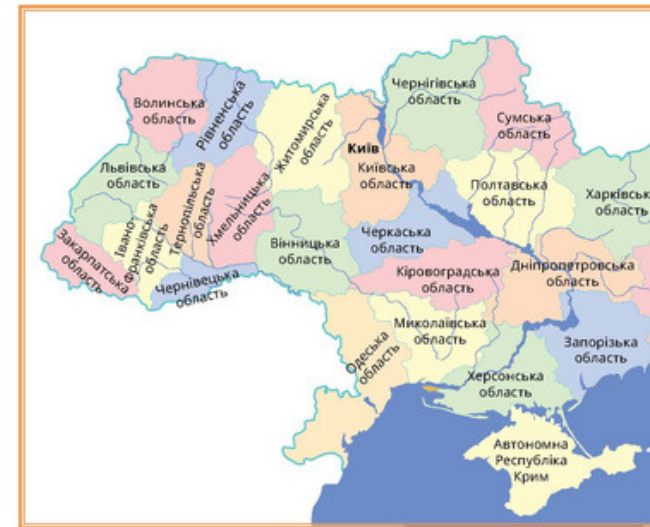 Волинська
область
Рівненська
область
Житомирська
область
Київ
Київська
область
Чернігівська
область
Сумська
область
Львівська
область
Тернопільська
область
Хмельницька
область
Івано
Франківська
область
Закарпатська
область
Чернівецька
область
Вінницька
область
Черкаська
область
Полтавська
область
Харківськ
область
Кіровоградська
область
Дніпропетровська
область
Миколаївська
область
Одеська
область
Запорізька
область
Херсонська
область
Автономна
Республіка
Крим